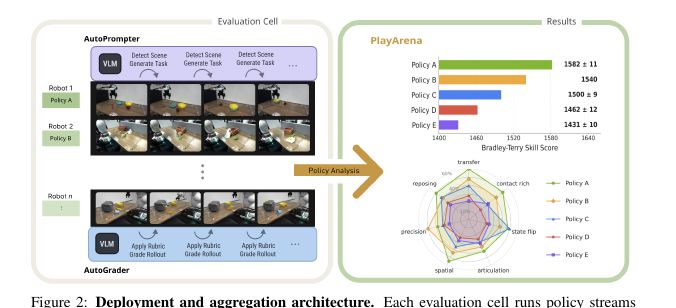 Evaluation Cell
AutoPrompter
VLM
Detect Scene
Generate Task
Detect Scene
Generate Task
Detect Scene
Generate Task
...
Robot 1
Policy A
Robot 2
Policy B
Robot n
:
VLM
Apply Rubric
Grade Rollout
Apply Rubric
Grade Rollout
Apply Rubric
Grade Rollout
...
AutoGrader
Policy Analysis
Results
PlayArena
Policy A 1582 ± 11
Policy B 1540
Policy C 1500 ± 9
Policy D 1462 ± 12
Policy E 1431 ± 10
1400 1460 1520 1580 1640
Bradley-Terry Skill Score
transfer
reposing
contact rich
precision
state flip
spatial
articulation
60%
Policy A
Policy B
Policy C
Policy D
Policy E
Figure 2: Deployment and aggregation architecture. Each evaluation cell runs policy streams